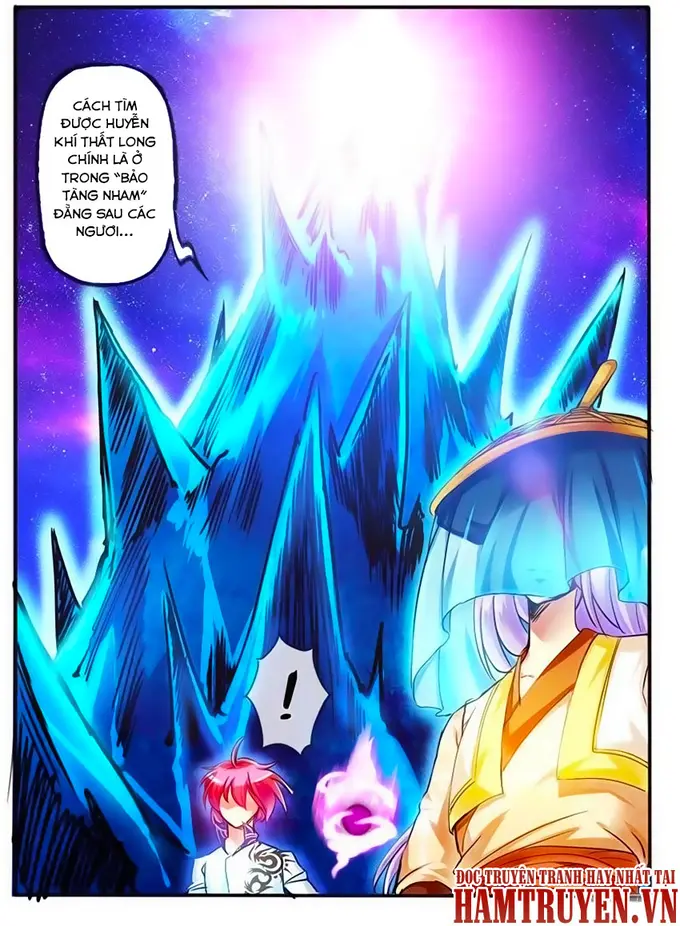 CÁCH TÌM
ĐƯỢC HUYỄN
KHÍ THẤT LONG
CHÍNH LÀ Ở
TRONG "BẢO
TÀNG NHAM"
ĐẰNG SAU CÁC
NGƯƠI...
!
ĐỌC TRUYỆN TRANH HAY NHẤT TẠI
HAMTRUYEN.VN